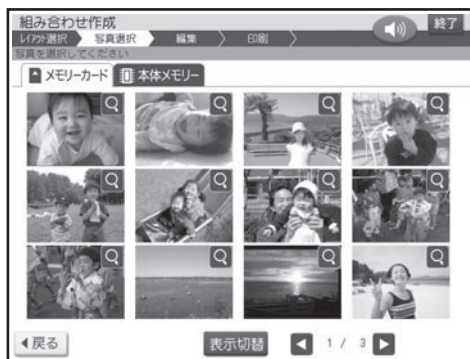 組み合わせ作成
終了
ﾚｲｱｳﾄ選択 写真選択 編集 印刷
写真を選択してください
メモリーカード 本体メモリー
戻る 表示切替 1 / 3